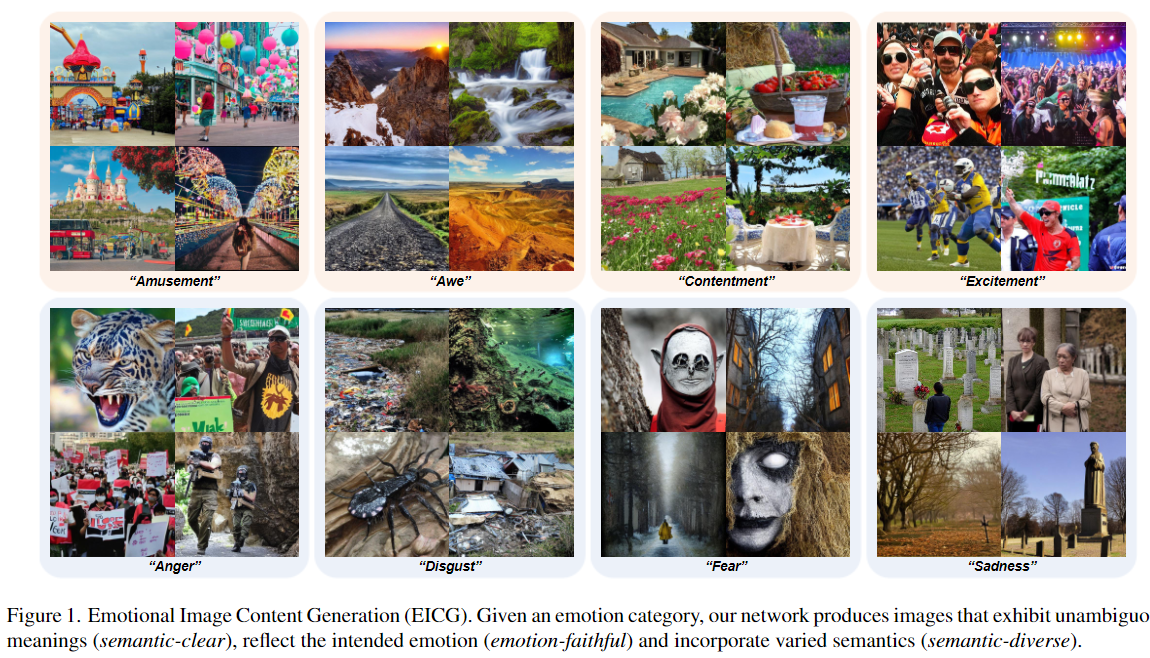 "Amusement"
"Awe"
"Contentment"
"Excitement"
"Anger"
"Disgust"
"Fear"
"Sadness"
Figure 1. Emotional Image Content Generation (EICG). Given an emotion category, our network produces images that exhibit unambiguo
meanings (semantic-clear), reflect the intended emotion (emotion-faithful) and incorporate varied semantics (semantic-diverse).